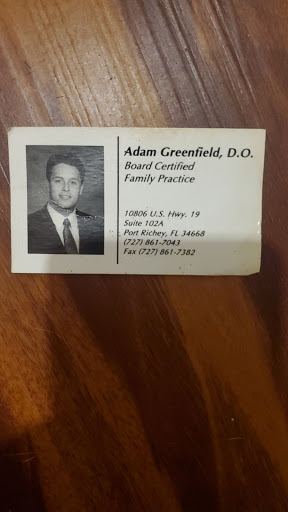 Adam Greenfield, D.O.
Board Certified
Family Practice
10806 U.S. Hwy. 19
Suite 102A
Port Richey, FL 34668
(727) 861-7043
Fax (727) 861-7382